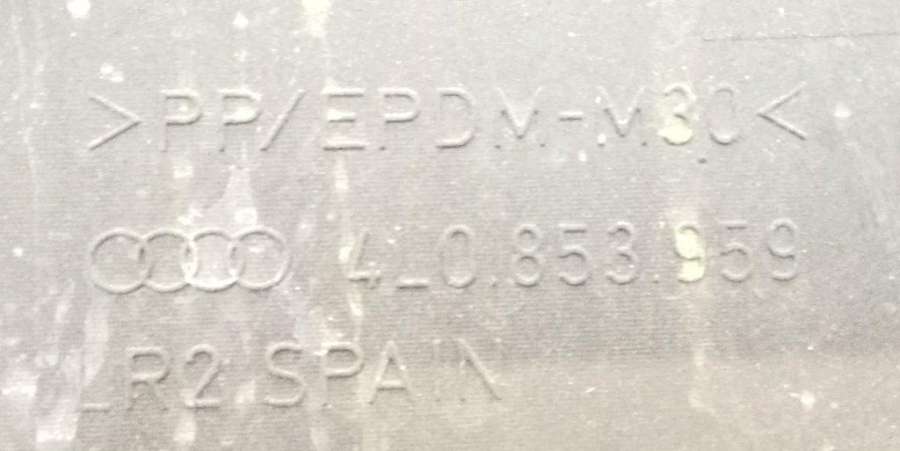 >PP/EPDM-M30<
4L0.853.959
LR2 SPAIN